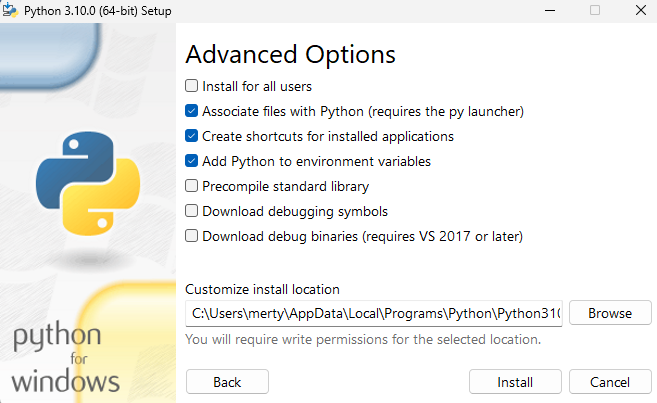 Python 3.10.0 (64-bit) Setup
Advanced Options
Install for all users
Associate files with Python (requires the py launcher)
Create shortcuts for installed applications
Add Python to environment variables
Precompile standard library
Download debugging symbols
Download debug binaries (requires VS 2017 or later)
Customize install location
C:\Users\merty\AppData\Local\Programs\Python\Python310
Browse
You will require write permissions for the selected location.
python
for
windows
Back
Install
Cancel